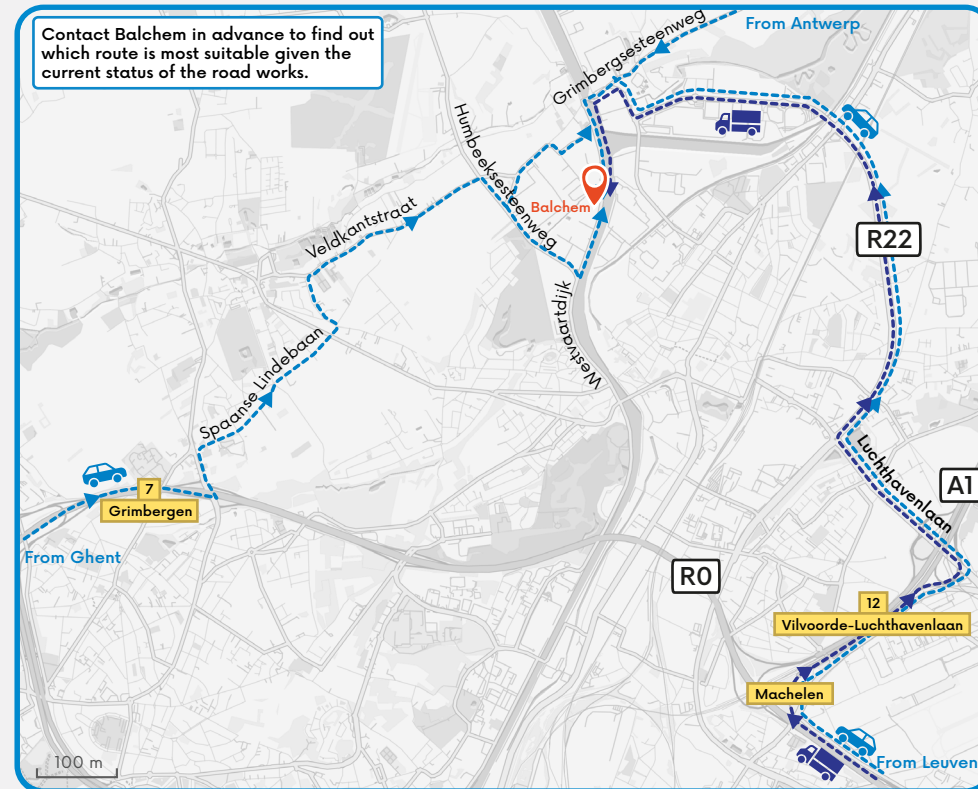 Contact Balchem in advance to find out
which route is most suitable given the
current status of the road works.
From Antwerp
Grimbergsesteenweg
Humbeeksesteenweg
Balchem
Veldkantstraat
R22
Westvaartdijk
Spaanse Lindebaan
Luchthavenlaan
7
Grimbergen
A1
From Ghent
R0
12
Vilvoorde-Luchthavenlaan
Machelen
100 m
From Leuven